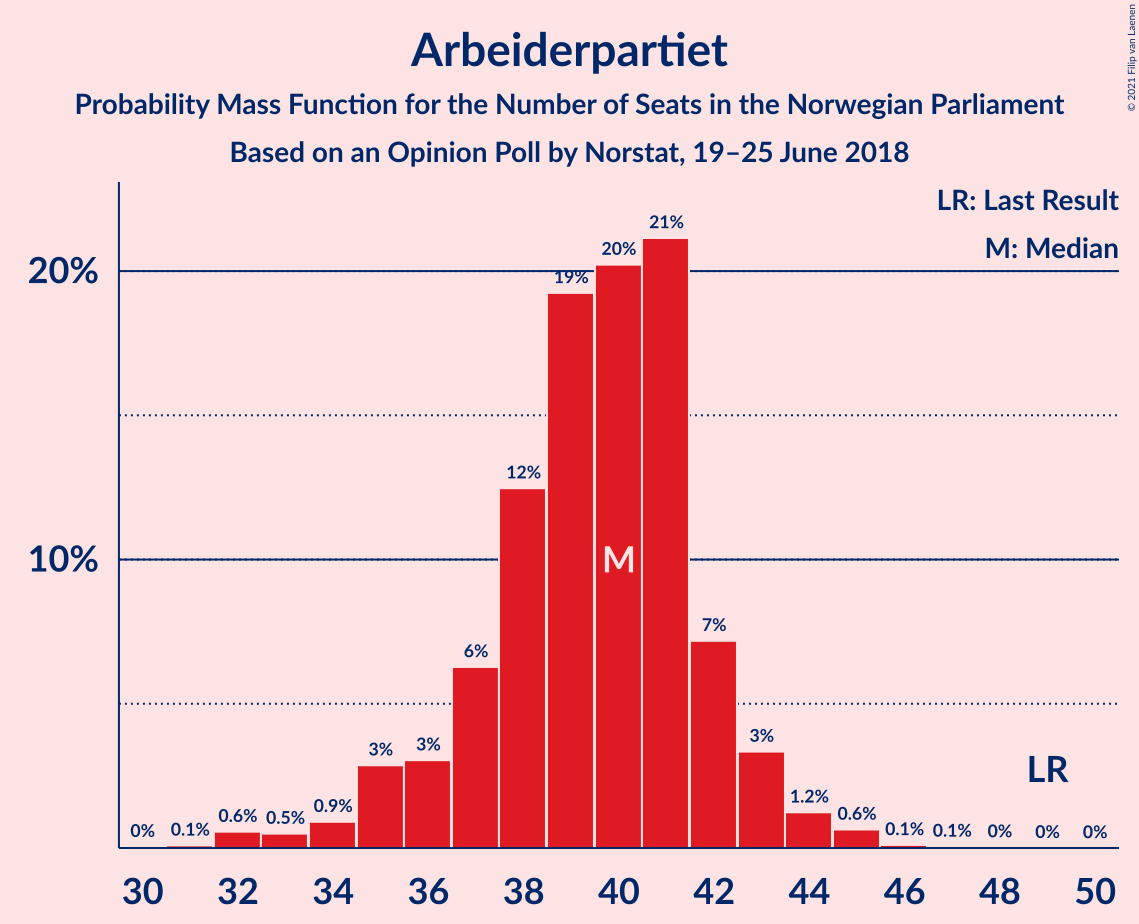 Arbeiderpartiet
Probability Mass Function for the Number of Seats in the Norwegian Parliament
Based on an Opinion Poll by Norstat, 19–25 June 2018
© 2021 Filip van Laenen
LR: Last Result
M: Median
20%
10%
0%
0.1%
0.6%
0.5%
0.9%
3%
3%
6%
12%
19%
20%
21%
7%
3%
1.2%
0.6%
0.1%
0.1%
0%
0%
0%
M
LR
30 32 34 36 38 40 42 44 46 48 50